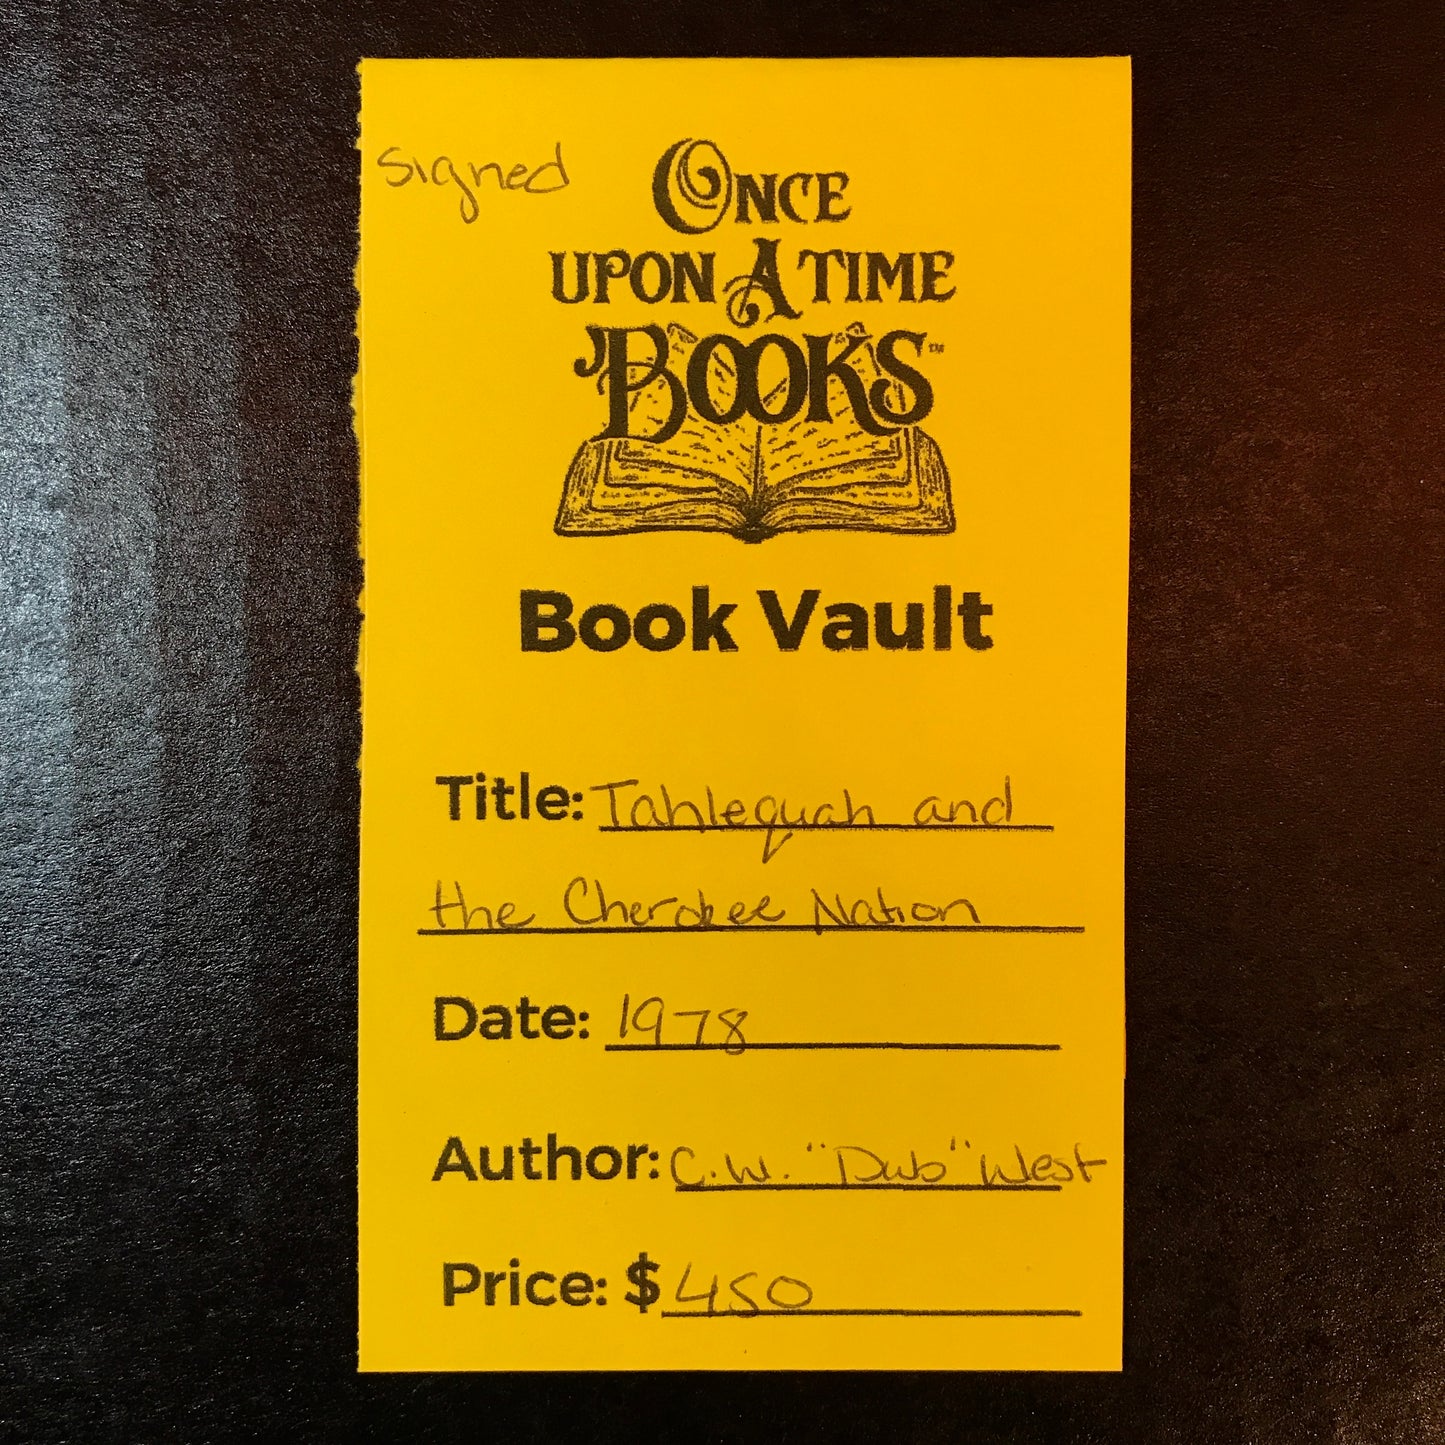 Signed
ONCE
UPON A TIME
BOOKS™
Book Vault
Title: Tahlequah and
the Cherokee Nation
Date: 1978
Author: C.W. "Dub" West
Price: $450